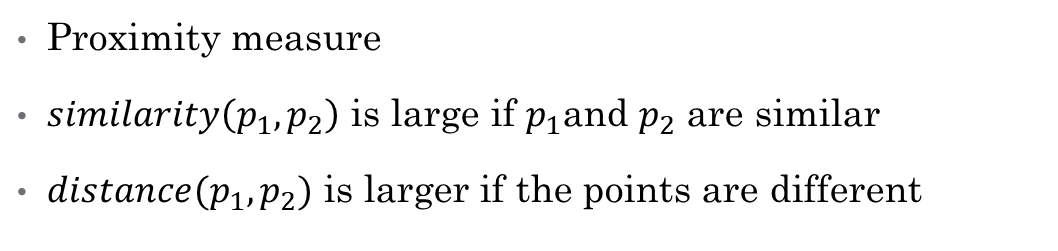 • Proximity measure
• similarity(p₁, p₂) is large if p₁and p₂ are similar
• distance(p₁, p₂) is larger if the points are different